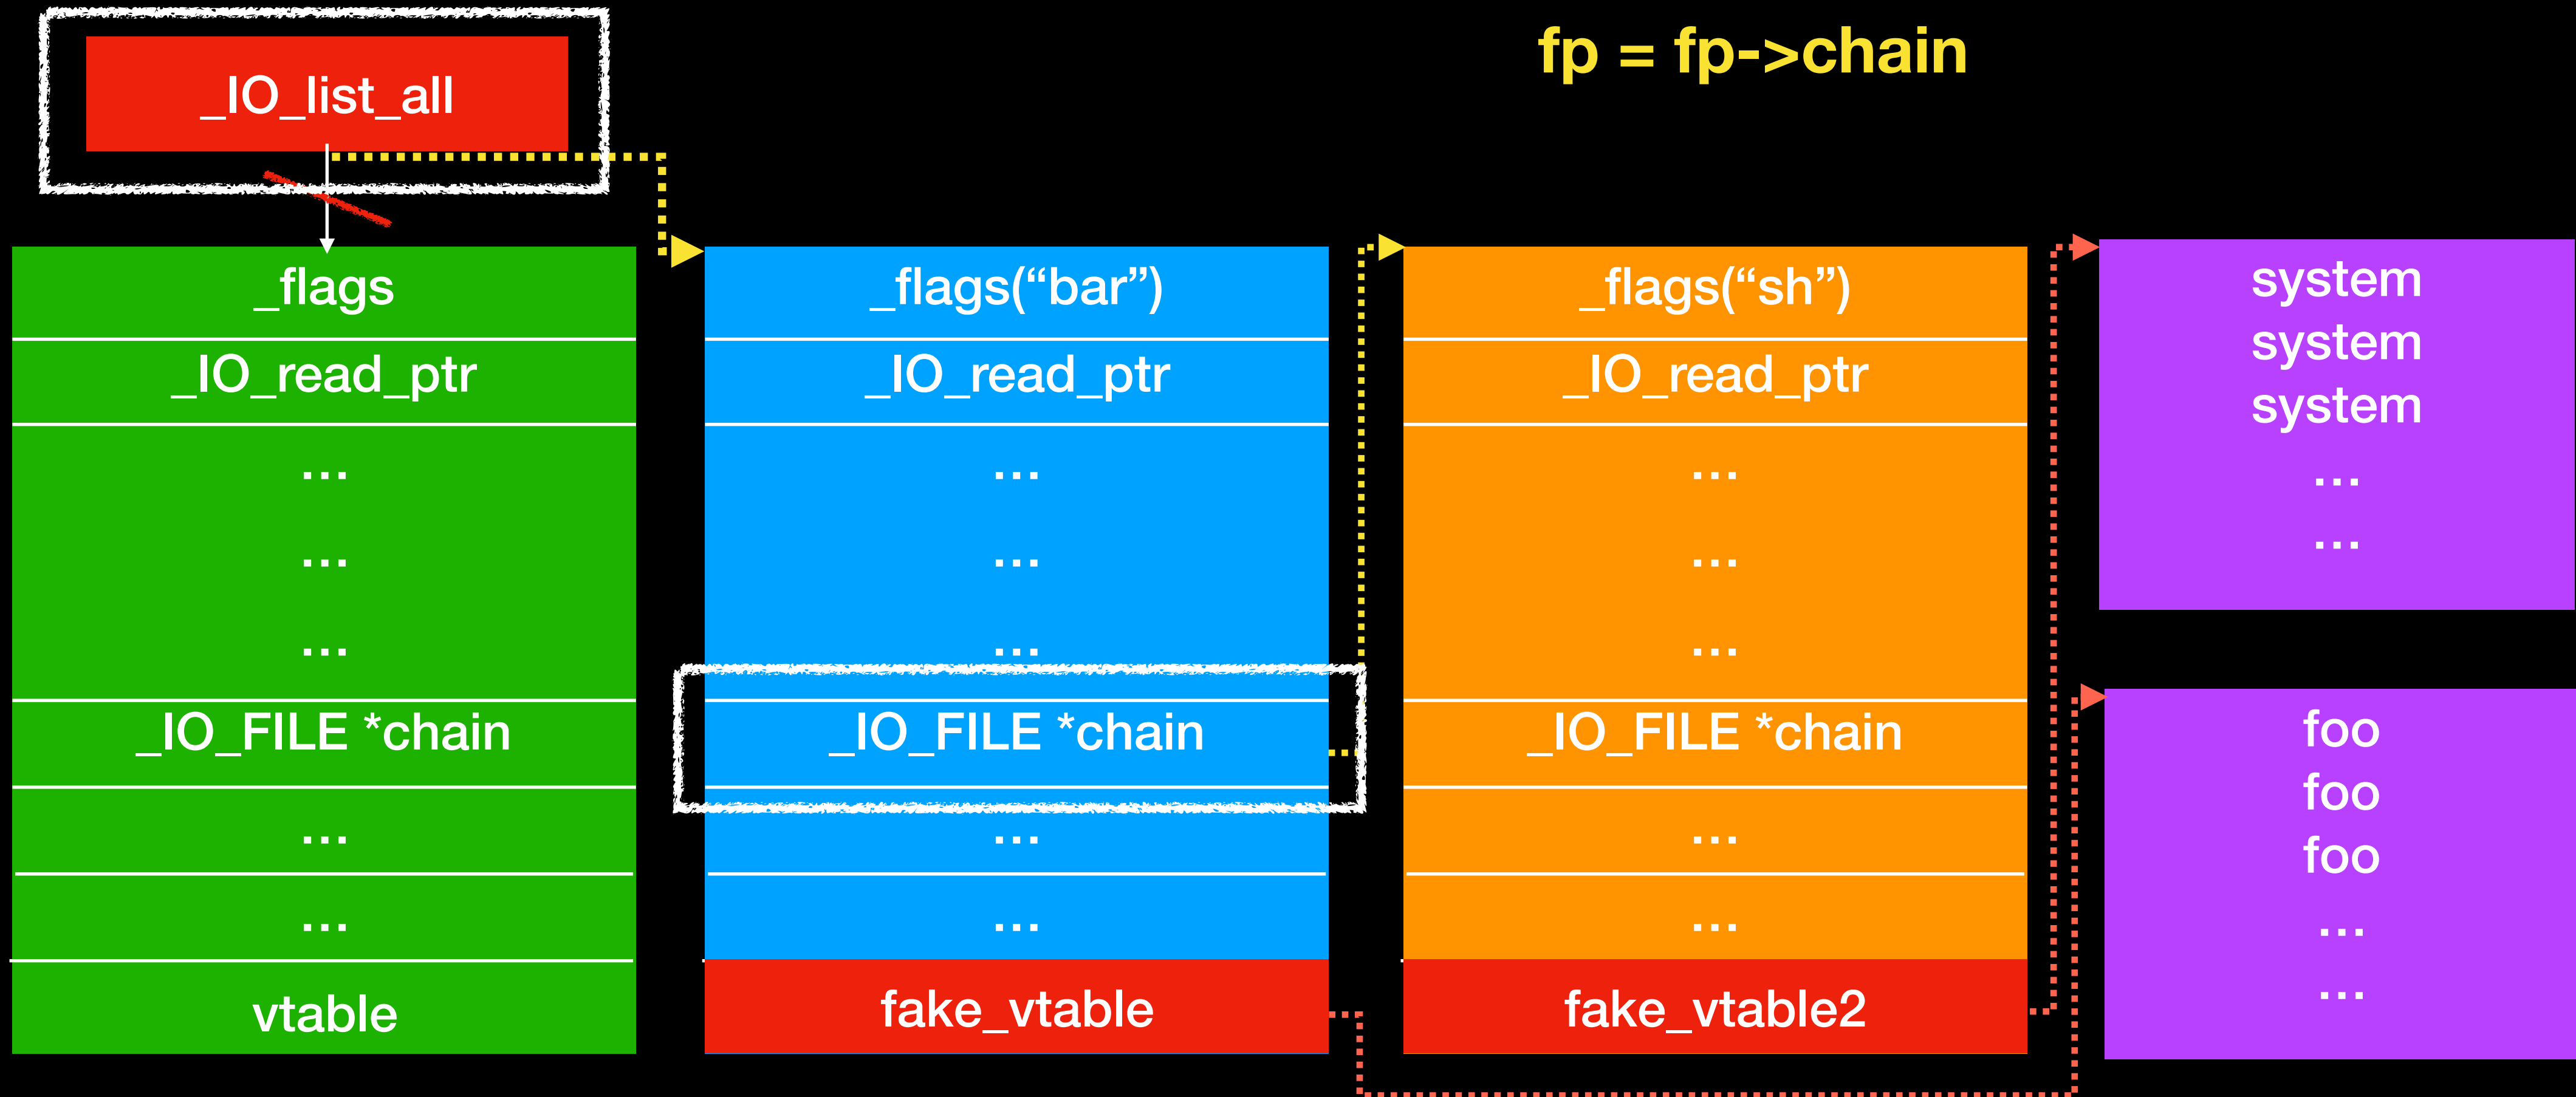 _IO_list_all
fp = fp->chain
_flags
_IO_read_ptr
...
...
...
_IO_FILE *chain
...
...
vtable
_flags(“bar”)
_IO_read_ptr
...
...
...
_IO_FILE *chain
...
...
fake_vtable
_flags(“sh”)
_IO_read_ptr
...
...
...
_IO_FILE *chain
...
...
fake_vtable2
system
system
system
...
...
foo
foo
foo
...
...